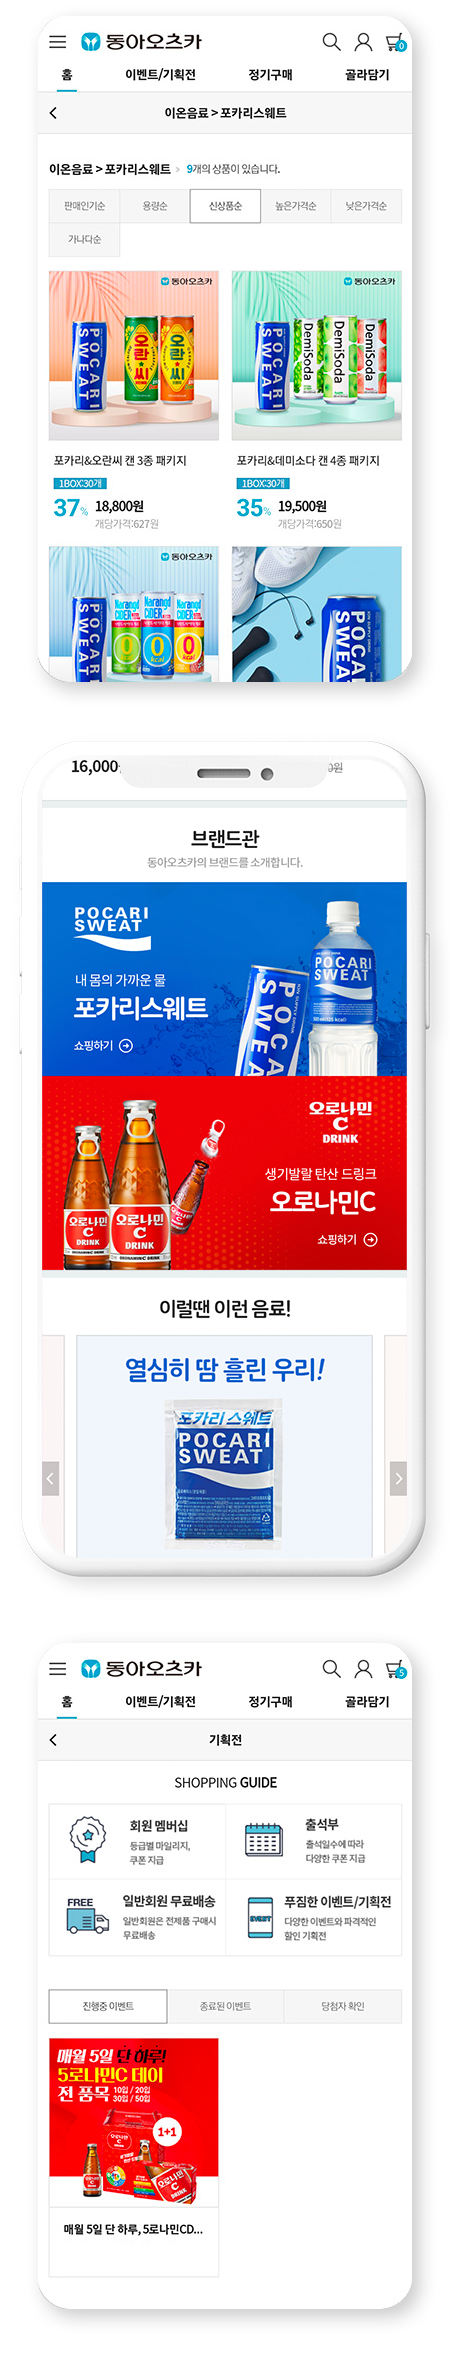 동아오츠카
0
홈 이벤트/기획전 정기구매 골라담기
이온음료 > 포카리스웨트
이온음료 > 포카리스웨트 > 9개의 상품이 있습니다.
판매인기순 용량순 신상품순 높은가격순 낮은가격순
가나다순
동아오츠카
POCARI
SWEAT
오란씨
오란씨
동아오츠카
POCARI
SWEAT
DemiSoda
DemiSoda
DemiSoda
포카리&오란씨 캔 3종 패키지
1BOX:30개
37% 18,800원
개당가격:627원
포카리&데미소다 캔 4종 패키지
1BOX:30개
35% 19,500원
개당가격:650원
동아오츠카
POCARI
SWEAT
Narangd
CIDER
0
kcal
Narangd
CIDER
0
kcal
Narangd
CIDER
0
kcal
POCARI
SWEAT
16,000
0원
브랜드관
동아오츠카의 브랜드를 소개합니다.
POCARI
SWEAT
내 몸의 가까운 물
포카리스웨트
쇼핑하기
POCARI
SWEAT
POCARI
SWEAT
오로나민
C
DRINK
생기발랄 탄산 드링크
오로나민C
쇼핑하기
오로나민
C
DRINK
오로나민
C
DRINK
이럴땐 이런 음료!
열심히 땀 흘린 우리!
포카리 스웨트
POCARI
SWEAT
동아오츠카
5
홈 이벤트/기획전 정기구매 골라담기
기획전
SHOPPING GUIDE
회원 멤버십
등급별 마일리지,
쿠폰 지급
출석부
출석일수에 따라
다양한 쿠폰 지급
FREE
일반회원 무료배송
일반회원은 전제품 구매시
무료배송
EVENT
푸짐한 이벤트/기획전
다양한 이벤트와 파격적인
할인 기획전
진행중 이벤트 종료된 이벤트 당첨자 확인
매월 5일 단 하루!
5로나민C 데이
전 품목 10입 / 20입
30입 / 50입
1+1
오로나민
C
매월 5일 단 하루, 5로나민CD...